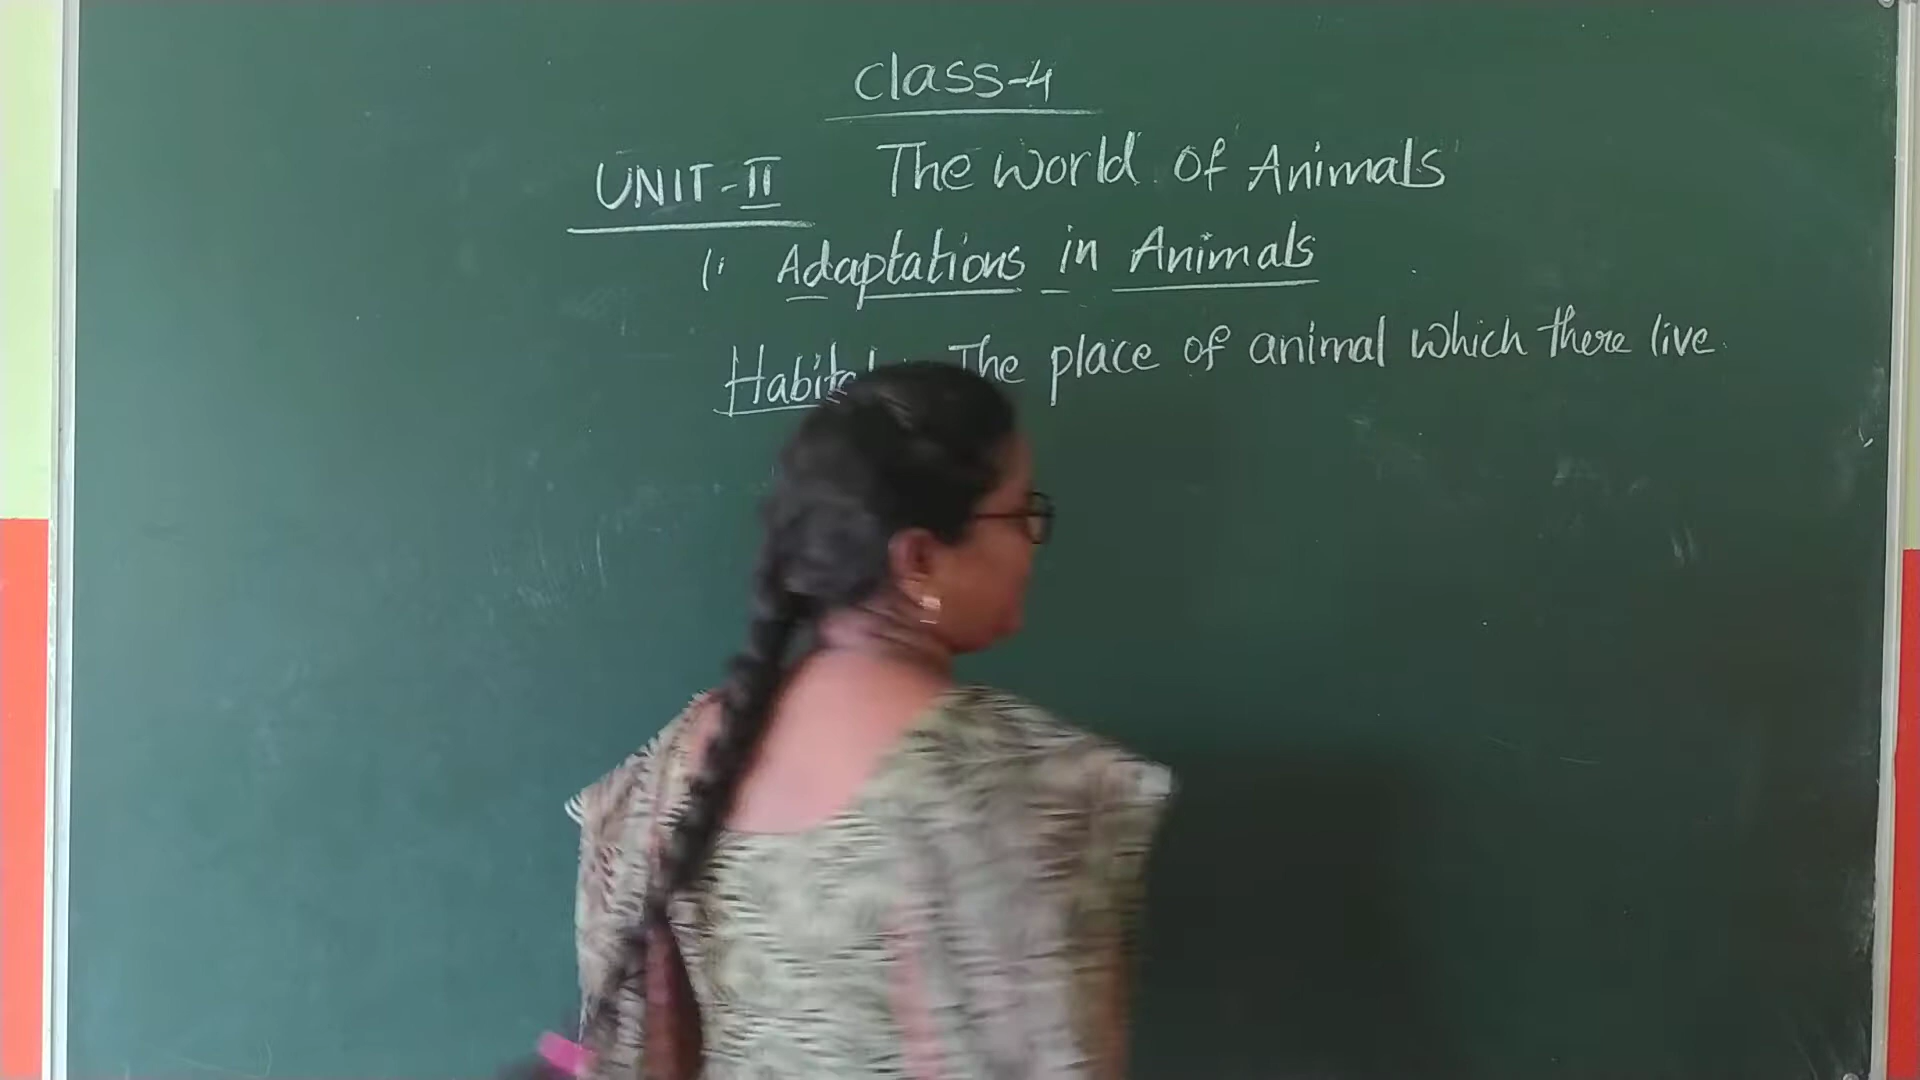 Class-4
UNIT-II The World of Animals
1. Adaptations in Animals
The place of animal which there live